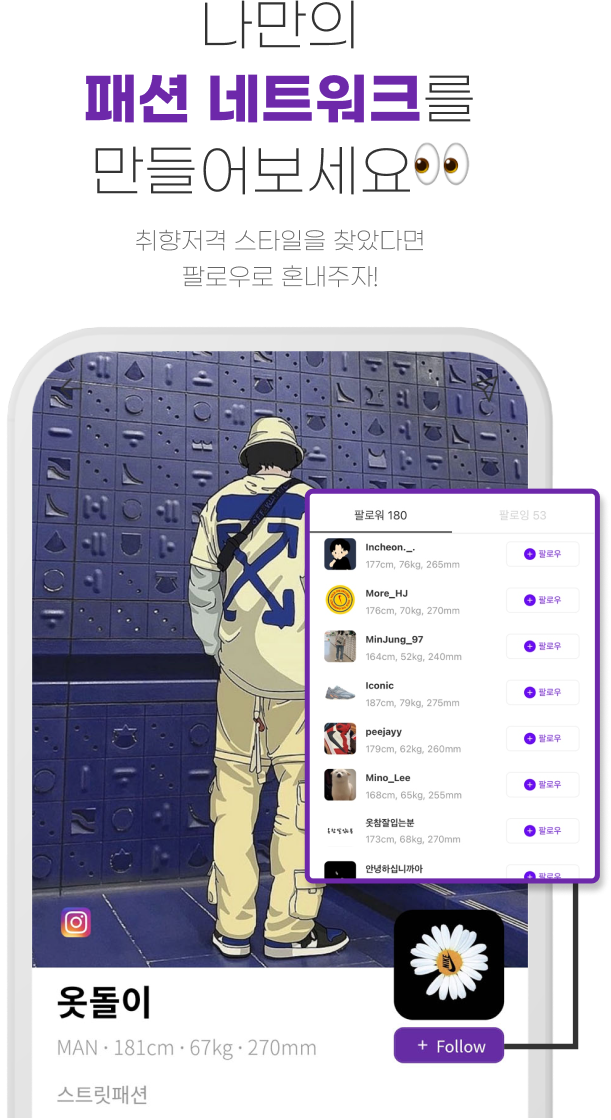 나만의
패션 네트워크를
만들어보세요👀
취향저격 스타일을 찾았다면
팔로우로 혼내주자!
팔로워 180
팔로잉 53
Incheon._.
177cm, 76kg, 265mm
+ 팔로우
More_HJ
176cm, 70kg, 270mm
+ 팔로우
MinJung_97
164cm, 52kg, 240mm
+ 팔로우
Iconic
187cm, 79kg, 275mm
+ 팔로우
peejayy
179cm, 62kg, 260mm
+ 팔로우
Mino_Lee
168cm, 65kg, 255mm
+ 팔로우
옷참잘입는분
173cm, 68kg, 270mm
+ 팔로우
안녕하십니까아
+ 팔로우
NIKE
옷돌이
+ Follow
MAN · 181cm · 67kg · 270mm
스트릿패션